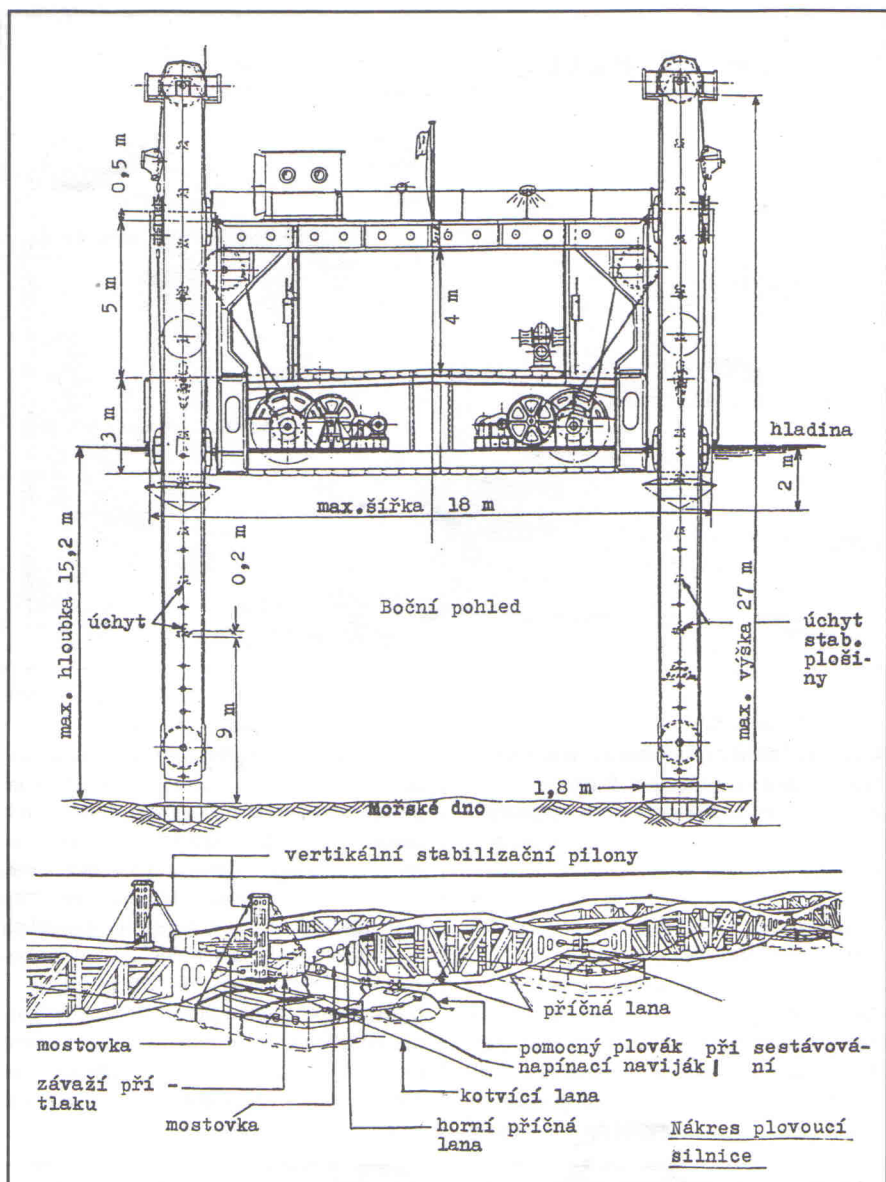 0,5 m
5 m
4 m
3 m
hladina
2 m
max.šířka 18 m
max. hloubka 15,2 m
0,2 m
úchyt
Boční pohled
max. výška 27 m
úchyt
stab.
ploši-
ny
9 m
1,8 m
Mořské dno
vertikální stabilizační pilony
příčná lana
mostovka
pomocný plovák při sestávová-
napínací naviják ní
závaží pří -
tlaku
kotvící lana
mostovka
horní příčná
lana
Nákres plovoucí
silnice